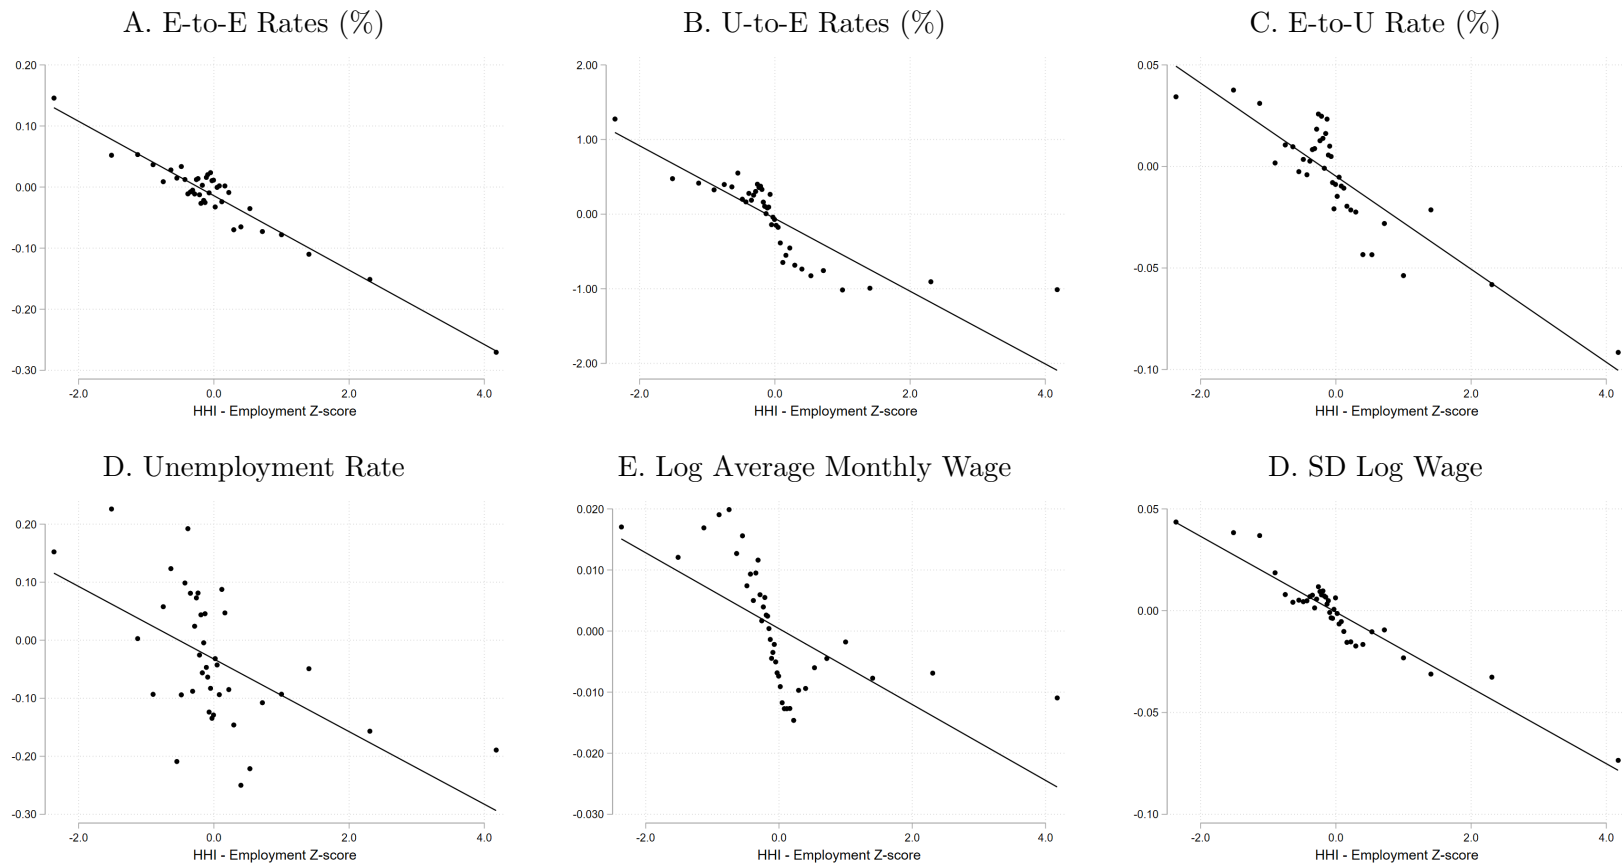 A. E-to-E Rates (%)
0.20
0.10
0.00
-0.10
-0.20
-0.30
-2.0 0.0 2.0 4.0
HHI - Employment Z-score
B. U-to-E Rates (%)
2.00
1.00
0.00
-1.00
-2.00
-2.0 0.0 2.0 4.0
HHI - Employment Z-score
C. E-to-U Rate (%)
0.05
0.00
-0.05
-0.10
-2.0 0.0 2.0 4.0
HHI - Employment Z-score
D. Unemployment Rate
0.20
0.10
0.00
-0.10
-0.20
-0.30
-2.0 0.0 2.0 4.0
HHI - Employment Z-score
E. Log Average Monthly Wage
0.020
0.010
0.000
-0.010
-0.020
-0.030
-2.0 0.0 2.0 4.0
HHI - Employment Z-score
D. SD Log Wage
0.05
0.00
-0.05
-0.10
-2.0 0.0 2.0 4.0
HHI - Employment Z-score